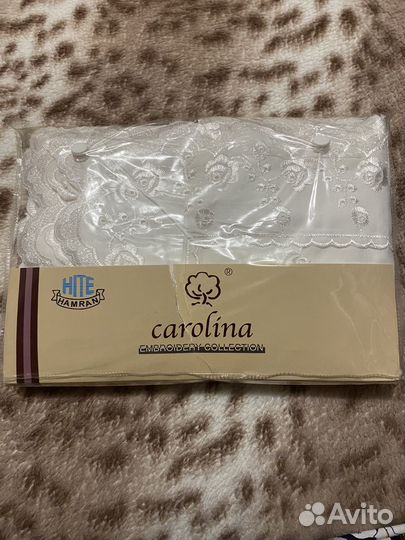 ®
HITE
HAMRAN
carolina
EMBROIDERY COLLECTION
Avito